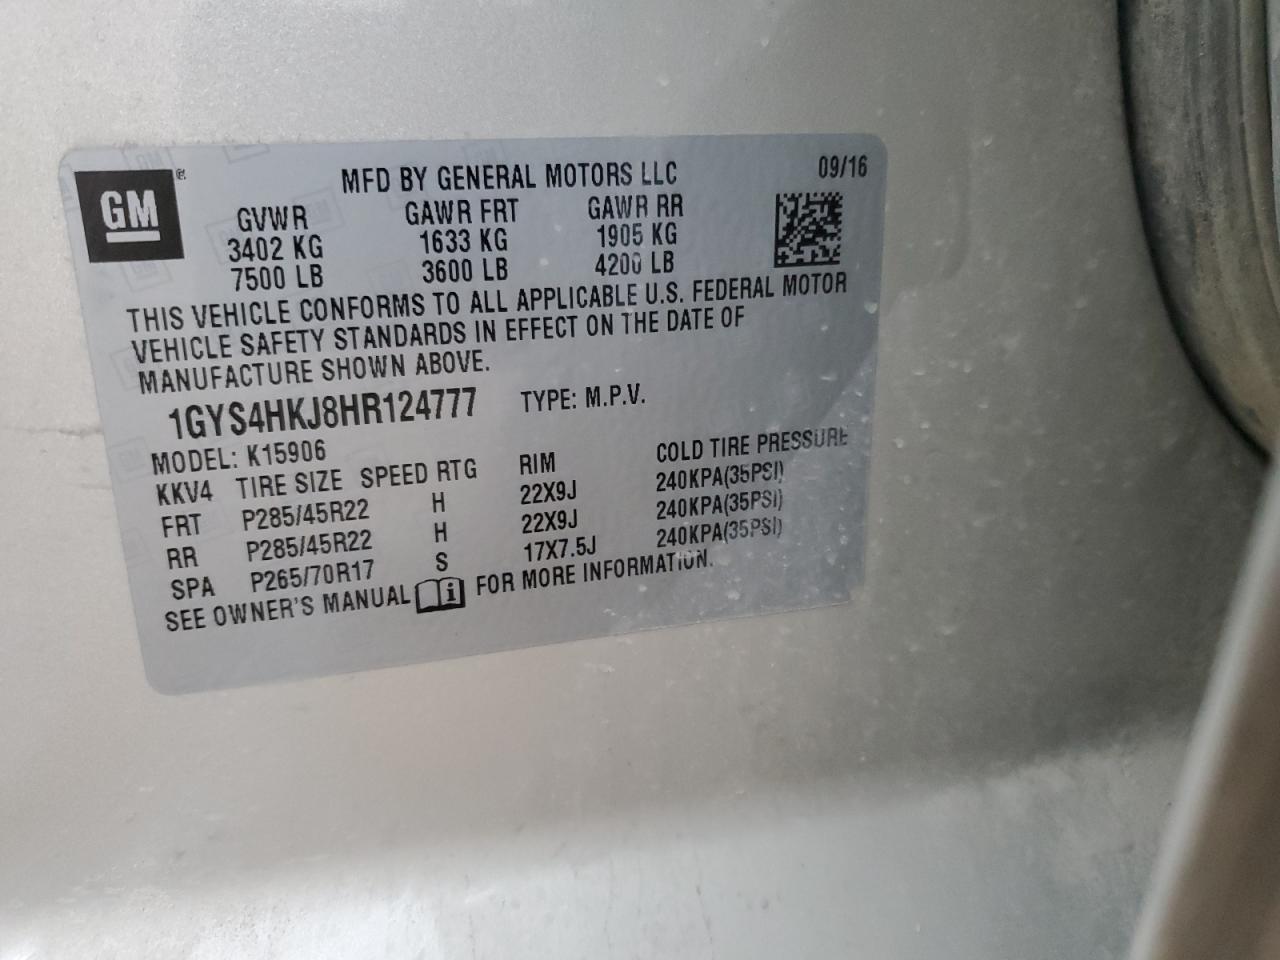 GM®
MFD BY GENERAL MOTORS LLC 09/16
GVWR GAWR FRT GAWR RR
3402 KG 1633 KG 1905 KG
7500 LB 3600 LB 4200 LB
THIS VEHICLE CONFORMS TO ALL APPLICABLE U.S. FEDERAL MOTOR
VEHICLE SAFETY STANDARDS IN EFFECT ON THE DATE OF
MANUFACTURE SHOWN ABOVE.
1GYS4HKJ8HR124777 TYPE: M.P.V.
MODEL: K15906
KKV4 TIRE SIZE SPEED RTG RIM COLD TIRE PRESSURE
FRT P285/45R22 H 22X9J 240KPA(35PSI)
RR P285/45R22 H 22X9J 240KPA(35PSI)
SPA P265/70R17 S 17X7.5J 240KPA(35PSI)
SEE OWNER'S MANUAL i FOR MORE INFORMATION.